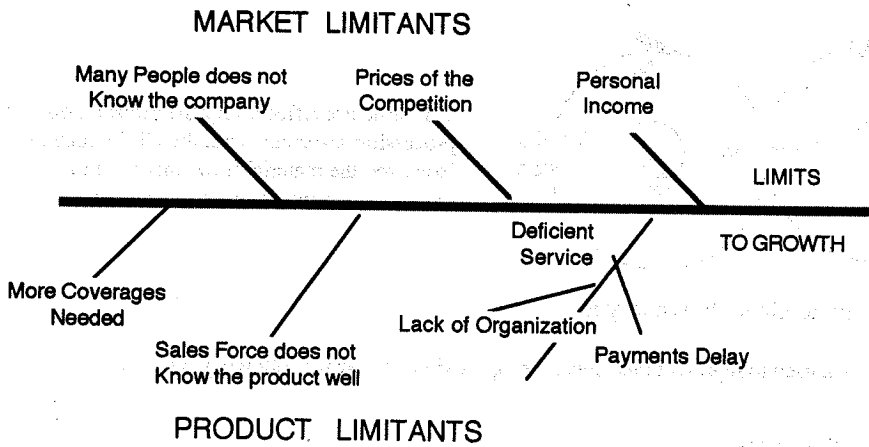 MARKET LIMITANTS
Many People does not
Know the company
Prices of the
Competition
Personal
Income
LIMITS
TO GROWTH
Deficient
Service
More Coverages
Needed
Lack of Organization
Payments Delay
Sales Force does not
Know the product well
PRODUCT LIMITANTS